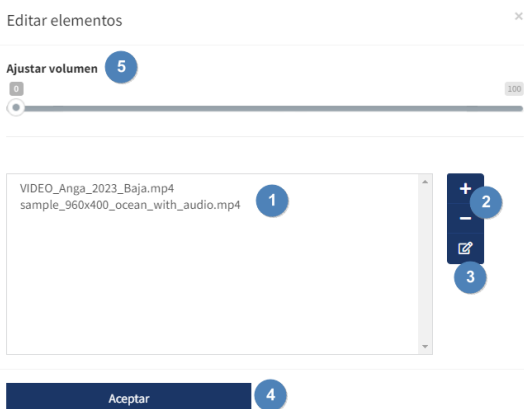 Editar elementos
×
Ajustar volumen 5
0 100
VIDEO_Anga_2023_Baja.mp4
sample_960x400_ocean_with_audio.mp4 1
+
2
−
3
Aceptar 4